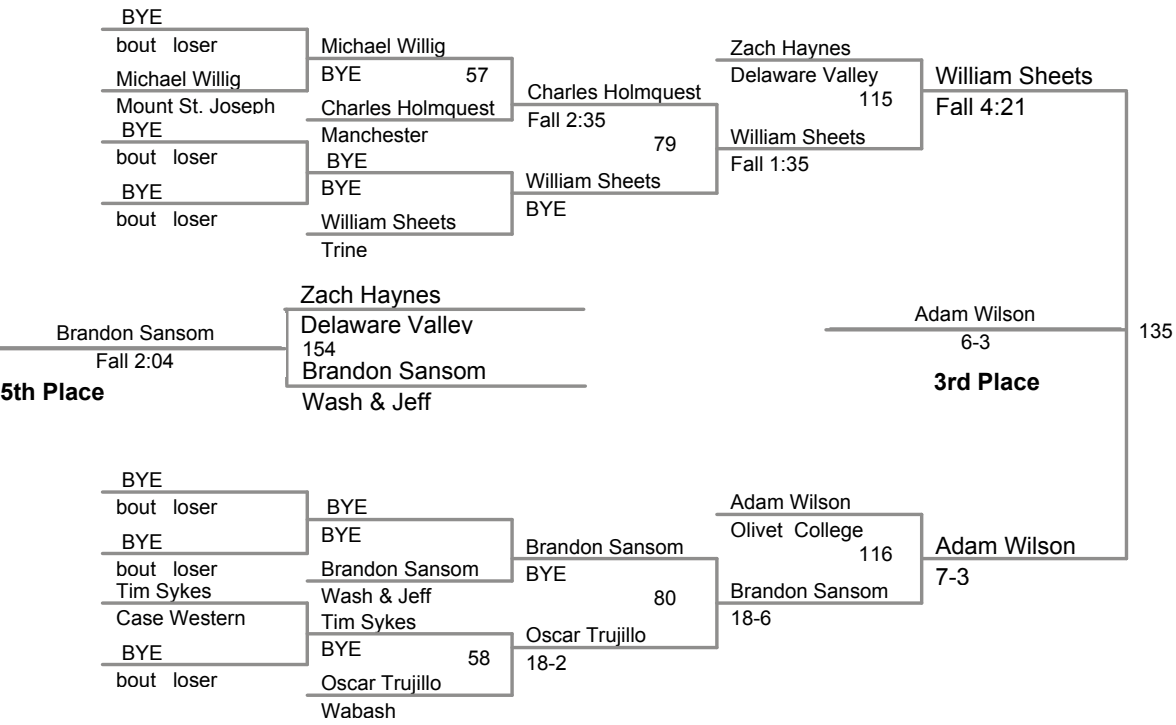 BYE
bout loser
Michael Willig
Mount St. Joseph
BYE
bout loser
BYE
bout loser
Michael Willig
BYE 57
Charles Holmquest
Manchester
BYE
BYE
William Sheets
Trine
Charles Holmquest
Fall 2:35
79
William Sheets
BYE
Zach Haynes
Delaware Valley
115
William Sheets
Fall 1:35
William Sheets
Fall 4:21
Brandon Sansom
Fall 2:04
5th Place
Zach Haynes
Delaware Valley
154
Brandon Sansom
Wash & Jeff
Adam Wilson
6-3
3rd Place
135
BYE
bout loser
BYE
bout loser
Tim Sykes
Case Western
BYE
bout loser
BYE
BYE
Brandon Sansom
Wash & Jeff
Tim Sykes
BYE 58
Oscar Trujillo
Wabash
Brandon Sansom
BYE
80
Oscar Trujillo
18-2
Adam Wilson
Olivet College
116
Brandon Sansom
18-6
Adam Wilson
7-3